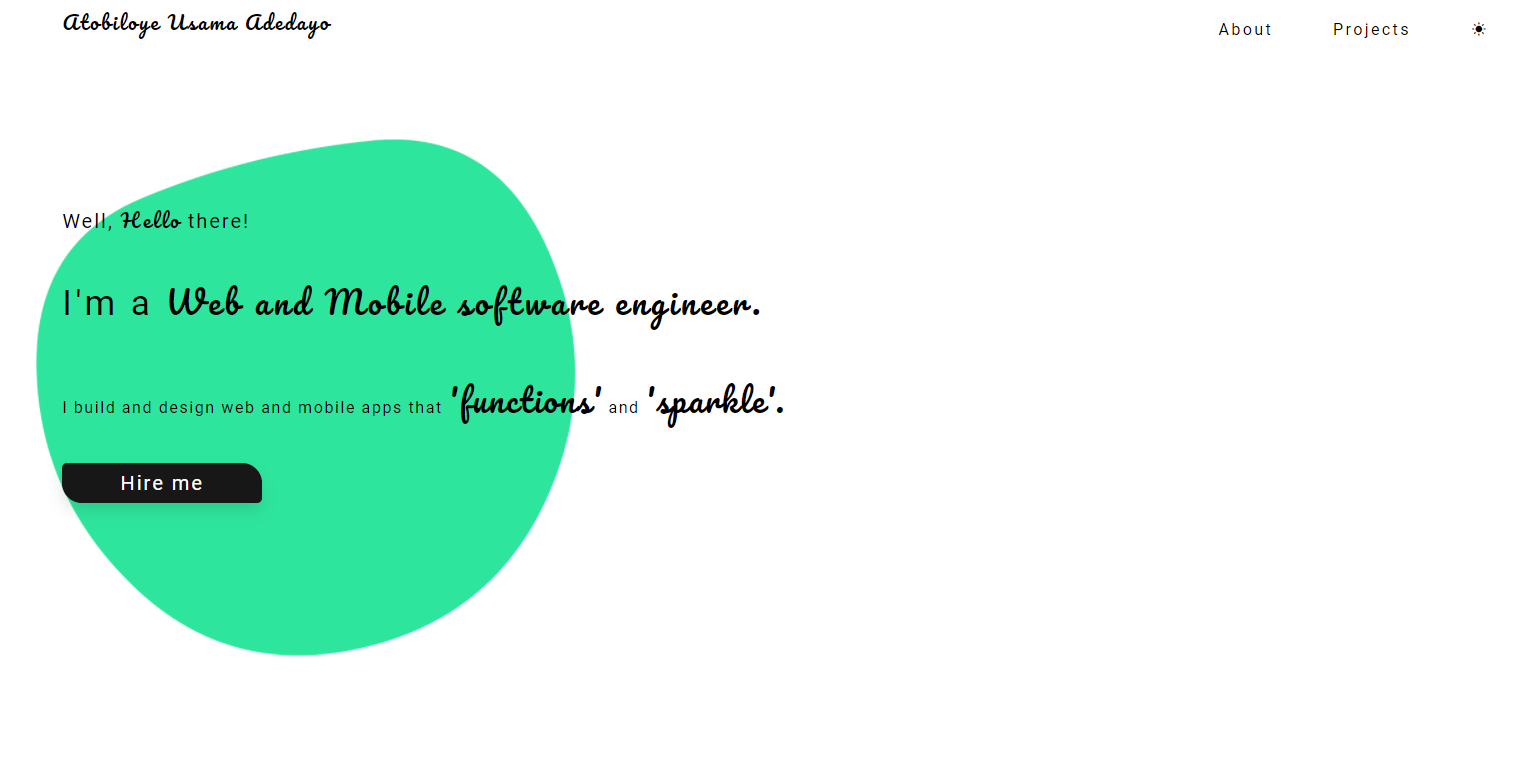 Atobiloye Usama Adedayo
About Projects
Well, Hello there!
I'm a Web and Mobile software engineer.
I build and design web and mobile apps that 'functions' and 'sparkle'.
Hire me